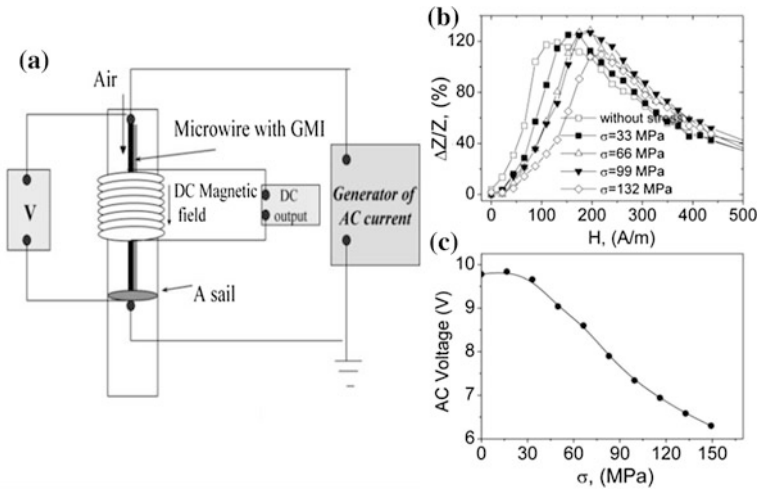 (a)
Air
Microwire with GMI
DC Magnetic
field
DC
output
Generator of
AC current
V
A sail
(b)
ΔZ/Z, (%)
120
80
40
0
without stress
σ=33 MPa
σ=66 MPa
σ=99 MPa
σ=132 MPa
0 100 200 300 400 500
H, (A/m)
(c)
AC Voltage (V)
10
9
8
7
6
0 30 60 90 120 150
σ, (MPa)